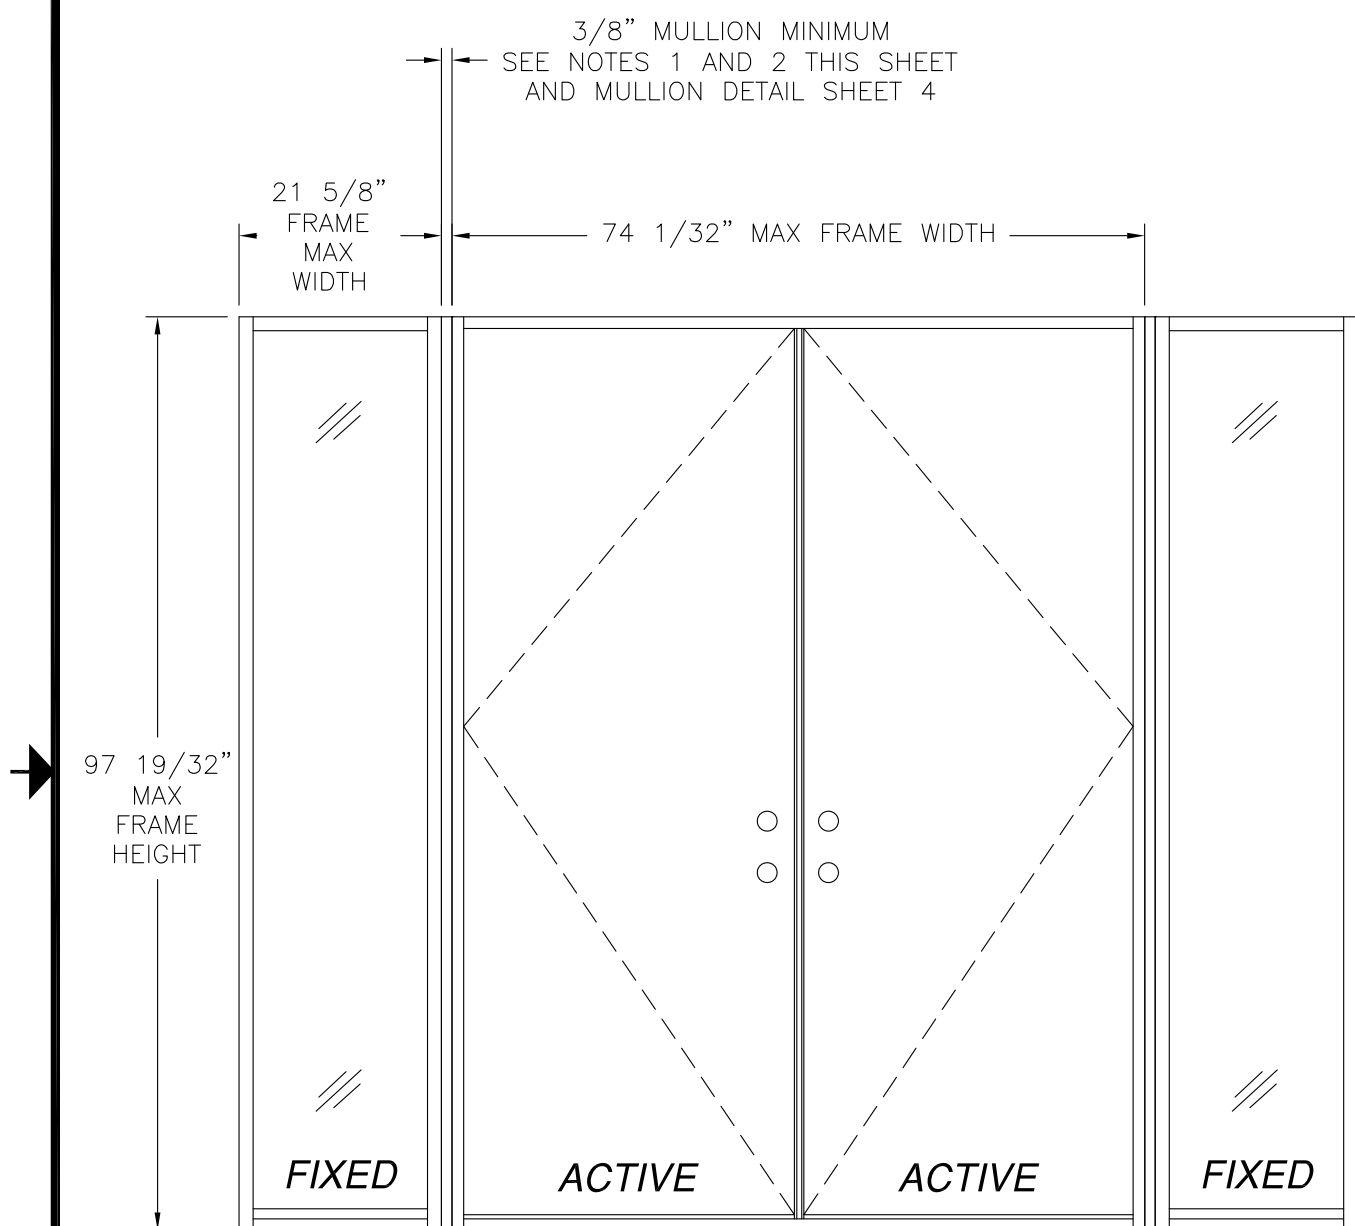 3/8” MULLION MINIMUM
SEE NOTES 1 AND 2 THIS SHEET
AND MULLION DETAIL SHEET 4
21 5/8”
FRAME
MAX
WIDTH
74 1/32” MAX FRAME WIDTH
97 19/32”
MAX
FRAME
HEIGHT
FIXED
ACTIVE
ACTIVE
FIXED